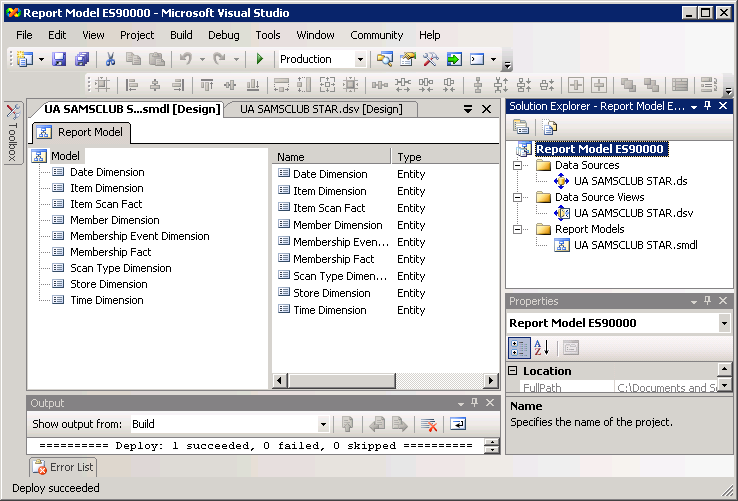 Report Model ES90000 - Microsoft Visual Studio
File Edit View Project Build Debug Tools Window Community Help
Production
UA SAMSCLUB S...smdl [Design] UA SAMSCLUB STAR.dsv [Design]
Toolbox
Report Model
Model
Date Dimension
Item Dimension
Item Scan Fact
Member Dimension
Membership Event Dimension
Membership Fact
Scan Type Dimension
Store Dimension
Time Dimension
Name Type
Date Dimension Entity
Item Dimension Entity
Item Scan Fact Entity
Member Dimension Entity
Membership Even... Entity
Membership Fact Entity
Scan Type Dimen... Entity
Store Dimension Entity
Time Dimension Entity
Solution Explorer - Report Model E...
Report Model ES90000
Data Sources
UA SAMSCLUB STAR.ds
Data Source Views
UA SAMSCLUB STAR.dsv
Report Models
UA SAMSCLUB STAR.smdl
Properties
Report Model ES90000
Location
FullPath C:\Documents and Se
Name
Specifies the name of the project.
Output
Show output from: Build
========== Deploy: 1 succeeded, 0 failed, 0 skipped ==========
Error List
Deploy succeeded